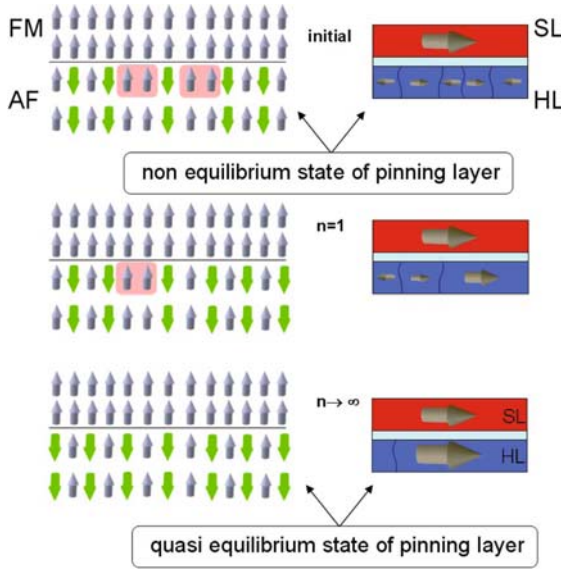 FM
initial
SL
AF
HL
non equilibrium state of pinning layer
n=1
n→ ∞
SL
HL
quasi equilibrium state of pinning layer